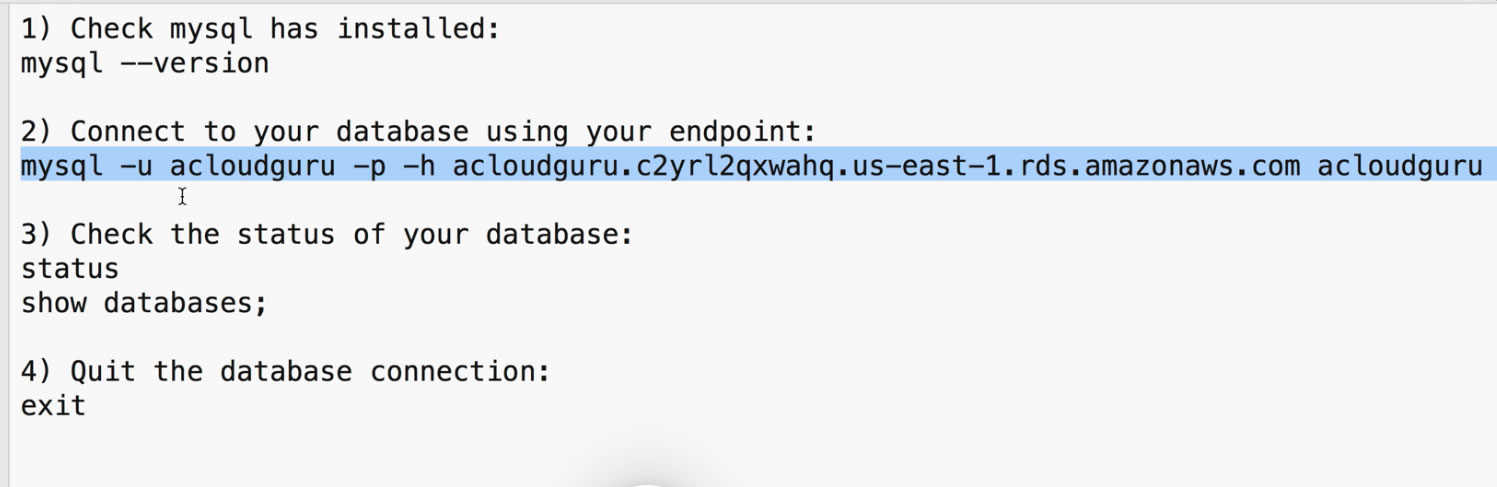 1) Check mysql has installed:
mysql --version
2) Connect to your database using your endpoint:
mysql -u acloudguru -p -h acloudguru.c2yrl2qxwahq.us-east-1.rds.amazonaws.com acloudguru
3) Check the status of your database:
status
show databases;
4) Quit the database connection:
exit